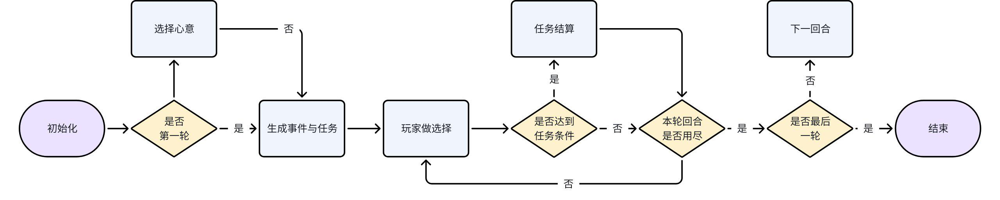 选择心意
否
任务结算
下一回合
是
否
初始化
是否
第一轮
是
生成事件与任务
玩家做选择
是否达到
任务条件
否
本轮回合
是否用尽
是
是否最后
一轮
是
结束
否